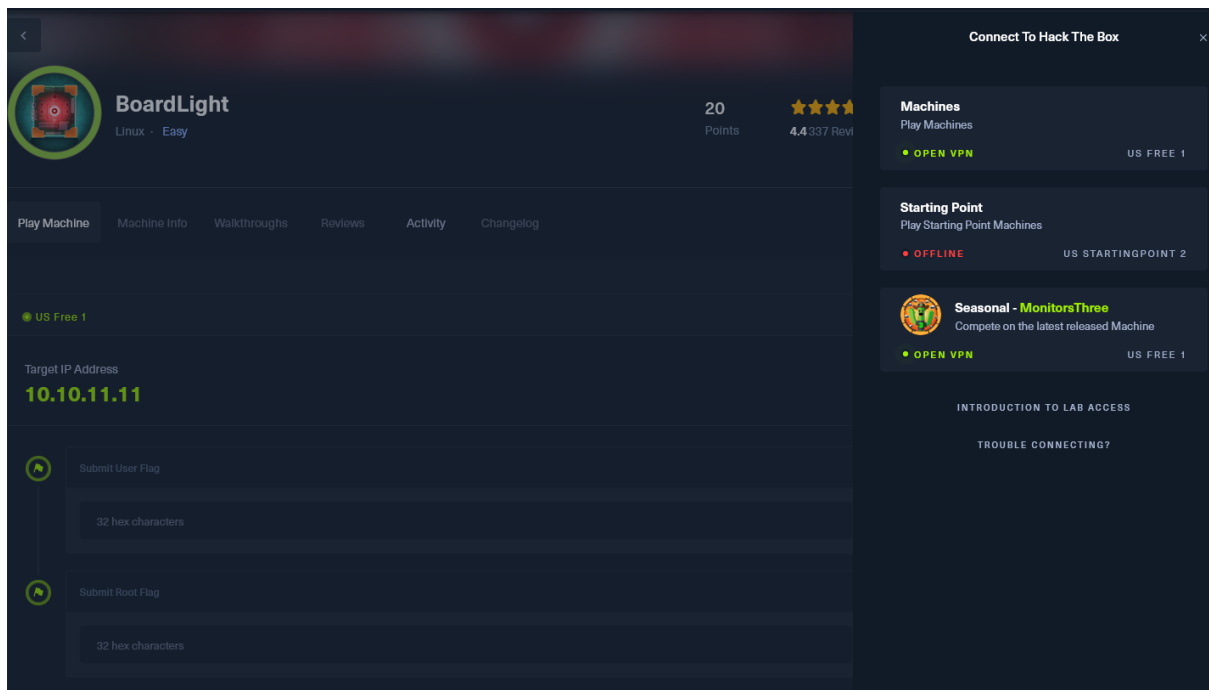 Connect To Hack The Box
BoardLight
Linux · Easy
20
Points
4.4 337 Revi
Play Machine
Machine Info
Walkthroughs
Reviews
Activity
Changelog
US Free 1
Target IP Address
10.10.11.11
Submit User Flag
32 hex characters
Submit Root Flag
32 hex characters
Machines
Play Machines
OPEN VPN
US FREE 1
Starting Point
Play Starting Point Machines
OFFLINE
US STARTINGPOINT 2
Seasonal - MonitorsThree
Compete on the latest released Machine
OPEN VPN
US FREE 1
INTRODUCTION TO LAB ACCESS
TROUBLE CONNECTING?